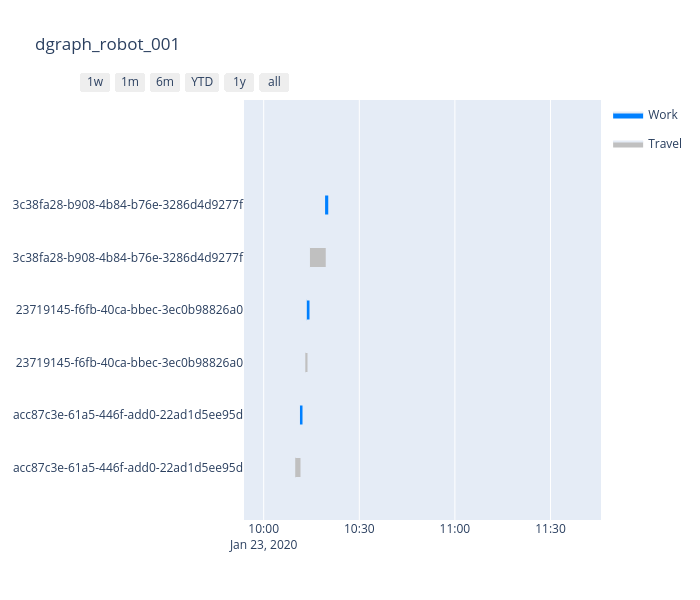 dgraph_robot_001
1w 1m 6m YTD 1y all
Work
Travel
3c38fa28-b908-4b84-b76e-3286d4d9277f
3c38fa28-b908-4b84-b76e-3286d4d9277f
23719145-f6fb-40ca-bbec-3ec0b98826a0
23719145-f6fb-40ca-bbec-3ec0b98826a0
acc87c3e-61a5-446f-add0-22ad1d5ee95d
acc87c3e-61a5-446f-add0-22ad1d5ee95d
10:00 10:30 11:00 11:30
Jan 23, 2020